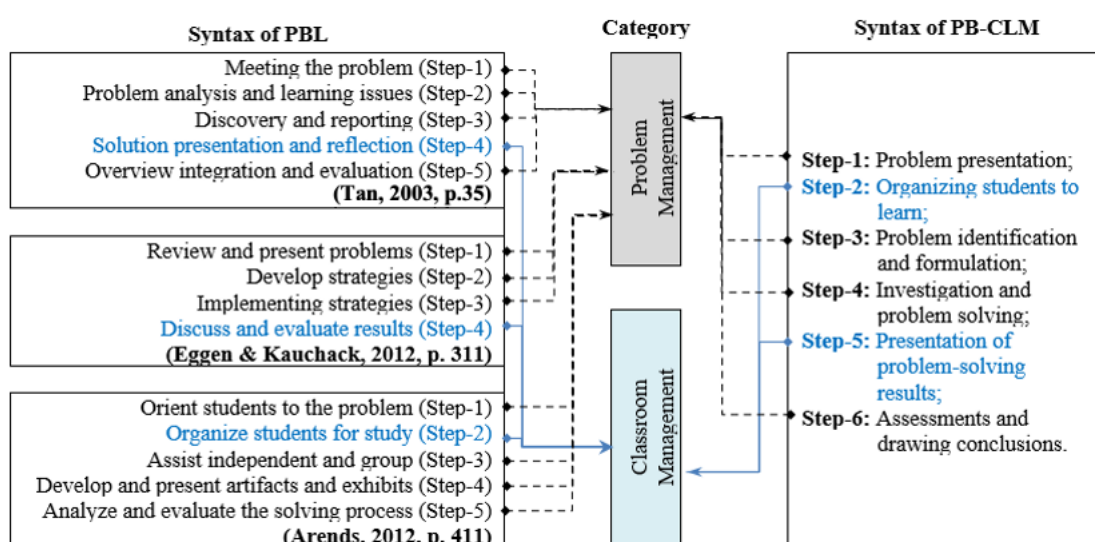 Syntax of PBL
Meeting the problem (Step-1)
Problem analysis and learning issues (Step-2)
Discovery and reporting (Step-3)
Solution presentation and reflection (Step-4)
Overview integration and evaluation (Step-5)
(Tan, 2003, p.35)
Review and present problems (Step-1)
Develop strategies (Step-2)
Implementing strategies (Step-3)
Discuss and evaluate results (Step-4)
(Eggen & Kauchack, 2012, p. 311)
Orient students to the problem (Step-1)
Organize students for study (Step-2)
Assist independent and group (Step-3)
Develop and present artifacts and exhibits (Step-4)
Analyze and evaluate the solving process (Step-5)
(Arends, 2012, p. 411)
Category
Problem
Management
Classroom
Management
Syntax of PB-CLM
Step-1: Problem presentation;
Step-2: Organizing students to
learn;
Step-3: Problem identification
and formulation;
Step-4: Investigation and
problem solving;
Step-5: Presentation of
problem-solving
results;
Step-6: Assessments and
drawing conclusions.